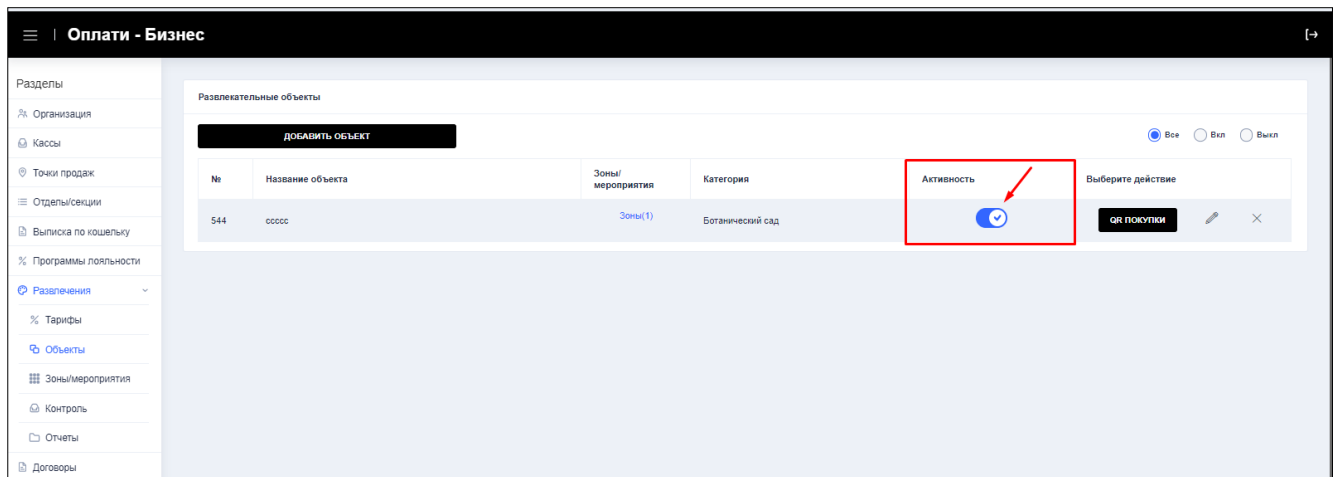 Оплати - Бизнес
Разделы
Организация
Кассы
Точки продаж
Отделы/секции
Выписка по кошельку
Программы лояльности
Развлечения
Тарифы
Объекты
Зоны/мероприятия
Контроль
Отчеты
Договоры
Развлекательные объекты
ДОБАВИТЬ ОБЪЕКТ
Все Вкл Выкл
№ Название объекта Зоны/ мероприятия Категория Активность Выберите действие
544 ccccc Зоны(1) Ботанический сад QR ПОКУПКИ